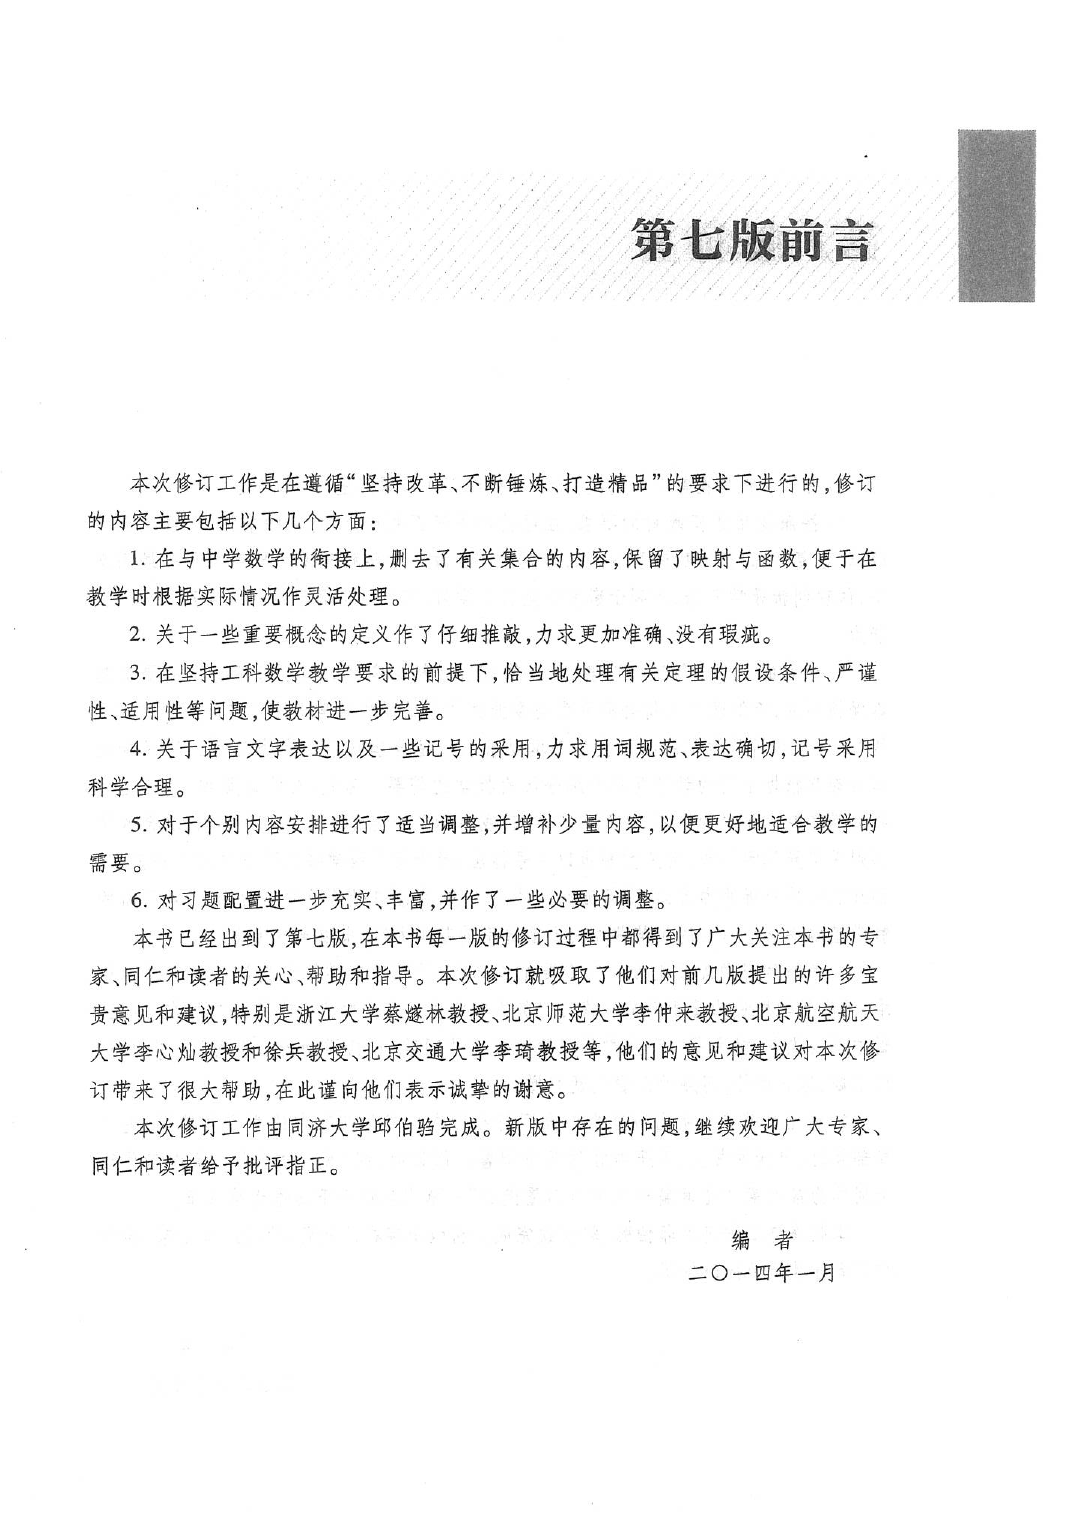 第七版前言
本次修订工作是在遵循“坚持改革、不断锤炼、打造精品”的要求下进行的,修订
的内容主要包括以下几个方面:
1. 在与中学数学的衔接上,删去了有关集合的内容,保留了映射与函数,便于在
教学时根据实际情况作灵活处理。
2. 关于一些重要概念的定义作了仔细推敲,力求更加准确、没有瑕疵。
3. 在坚持工科数学教学要求的前提下,恰当地处理有关定理的假设条件、严谨
性、适用性等问题,使教材进一步完善。
4. 关于语言文字表达以及一些记号的采用,力求用词规范、表达确切,记号采用
科学合理。
5. 对于个别内容安排进行了适当调整,并增补少量内容,以便更好地适合教学的
需要。
6. 对习题配置进一步充实、丰富,并作了一些必要的调整。
本书已经出到了第七版,在本书每一版的修订过程中都得到了广大关注本书的专
家、同仁和读者的关心、帮助和指导。本次修订就吸取了他们对前几版提出的许多宝
贵意见和建议,特别是浙江大学蔡燧林教授、北京师范大学李仲来教授、北京航空航天
大学李心灿教授和徐兵教授、北京交通大学李琦教授等,他们的意见和建议对本次修
订带来了很大帮助,在此谨向他们表示诚挚的谢意。
本次修订工作由同济大学邱伯驺完成。新版中存在的问题,继续欢迎广大专家、
同仁和读者给予批评指正。
编 者
二〇一四年一月